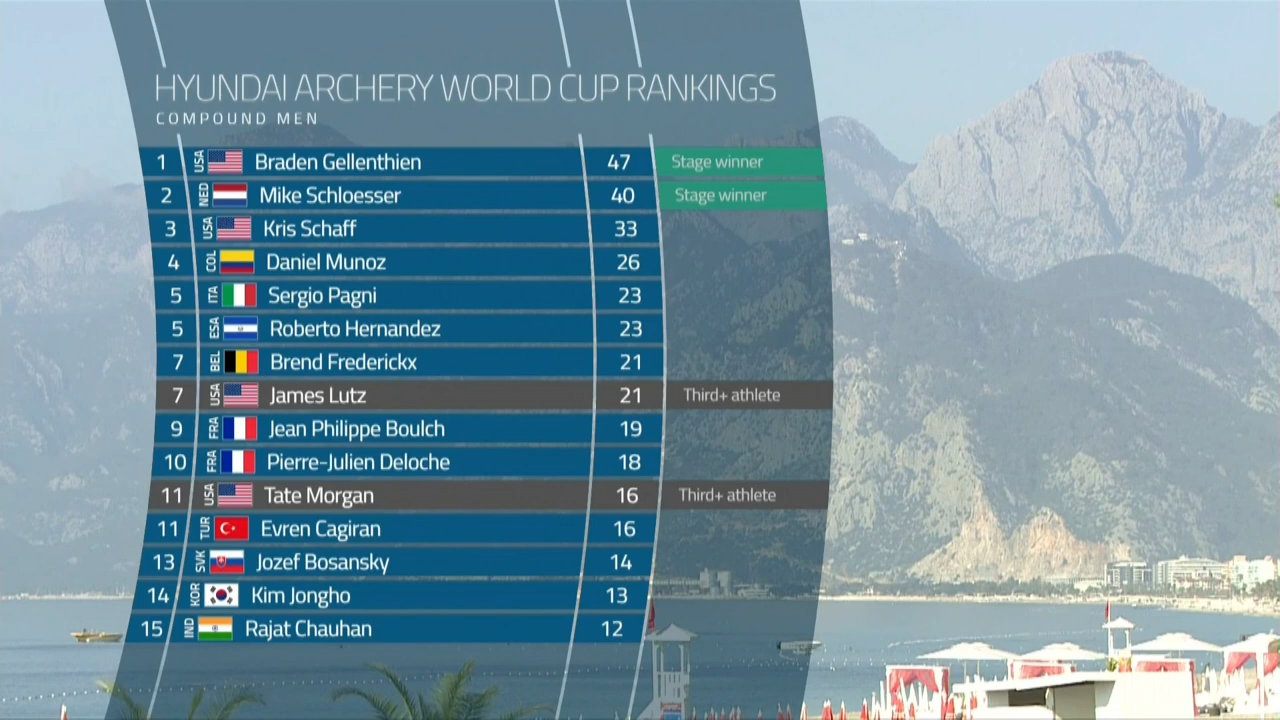 HYUNDAI ARCHERY WORLD CUP RANKINGS
COMPOUND MEN
1 USA Braden Gellenthien 47 Stage winner
2 NED Mike Schloesser 40 Stage winner
3 USA Kris Schaff 33
4 COL Daniel Munoz 26
5 ITA Sergio Pagni 23
5 ESA Roberto Hernandez 23
7 BEL Brend Frederickx 21
7 USA James Lutz 21 Third+ athlete
9 FRA Jean Philippe Boulch 19
10 FRA Pierre-Julien Deloche 18
11 USA Tate Morgan 16 Third+ athlete
11 TUR Evren Cagiran 16
13 SVK Jozef Bosansky 14
14 KOR Kim Jongho 13
15 IND Rajat Chauhan 12